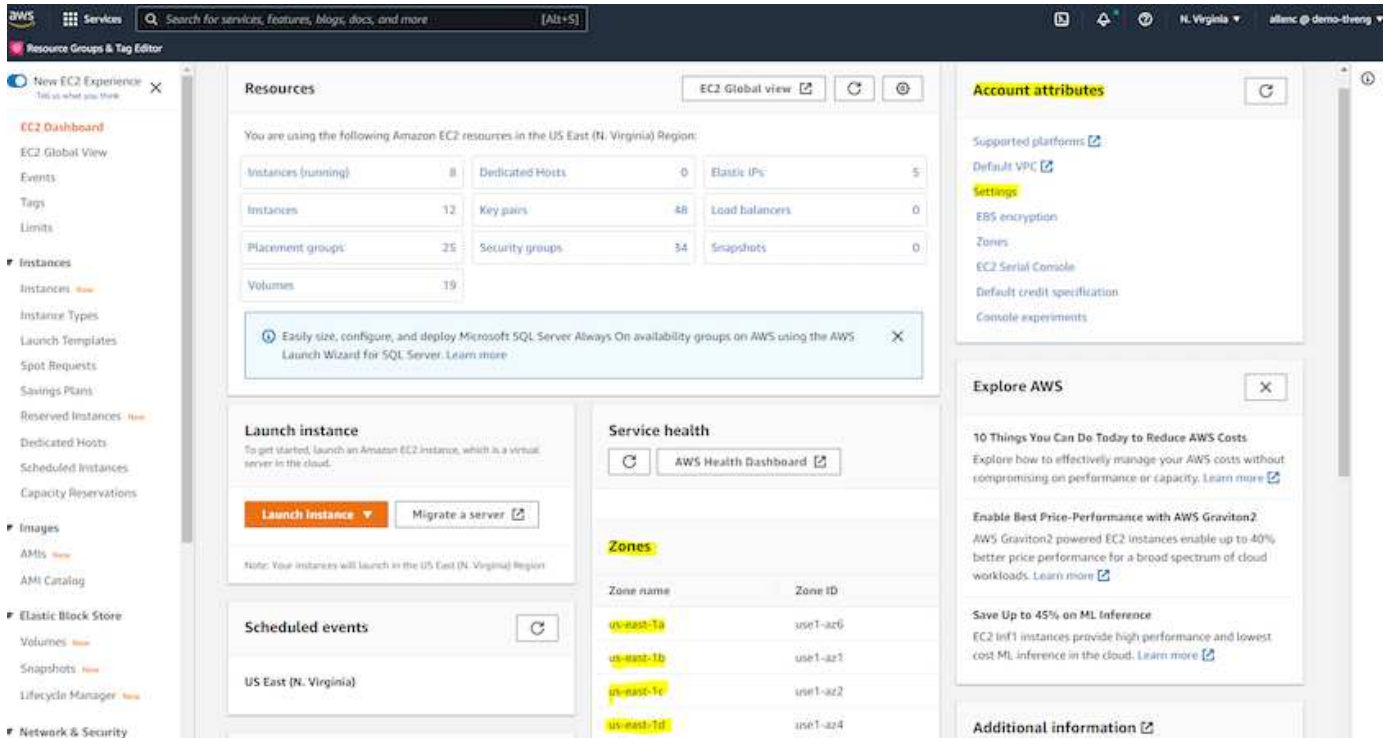 aws
Services
Search for services, features, blogs, docs, and more
[Alt+S]
N. Virginia
allenc @ demo-tlveng
Resource Groups & Tag Editor
New EC2 Experience
Tell us what you think
EC2 Dashboard
EC2 Global View
Events
Tags
Limits
Instances
Instances New
Instance Types
Launch Templates
Spot Requests
Savings Plans
Reserved Instances New
Dedicated Hosts
Scheduled Instances
Capacity Reservations
Images
AMIs New
AMI Catalog
Elastic Block Store
Volumes New
Snapshots New
Lifecycle Manager New
Network & Security
Resources
EC2 Global view
You are using the following Amazon EC2 resources in the US East (N. Virginia) Region:
Instances (running) 8
Dedicated Hosts 0
Elastic IPs 5
Instances 12
Key pairs 48
Load balancers 0
Placement groups 25
Security groups 34
Snapshots 0
Volumes 19
Easily size, configure, and deploy Microsoft SQL Server Always On availability groups on AWS using the AWS
Launch Wizard for SQL Server. Learn more
Launch instance
To get started, launch an Amazon EC2 instance, which is a virtual
server in the cloud.
Launch instance
Migrate a server
Note: Your instances will launch in the US East (N. Virginia) Region
Scheduled events
US East (N. Virginia)
Service health
AWS Health Dashboard
Zones
Zone name Zone ID
us-east-1a use1-az6
us-east-1b use1-az1
us-east-1c use1-az2
us-east-1d use1-az4
Account attributes
Supported platforms
Default VPC
Settings
EBS encryption
Zones
EC2 Serial Console
Default credit specification
Console experiments
Explore AWS
10 Things You Can Do Today to Reduce AWS Costs
Explore how to effectively manage your AWS costs without
compromising on performance or capacity. Learn more
Enable Best Price-Performance with AWS Graviton2
AWS Graviton2 powered EC2 instances enable up to 40%
better price performance for a broad spectrum of cloud
workloads. Learn more
Save Up to 45% on ML Inference
EC2 Inf1 instances provide high performance and lowest
cost ML inference in the cloud. Learn more
Additional information